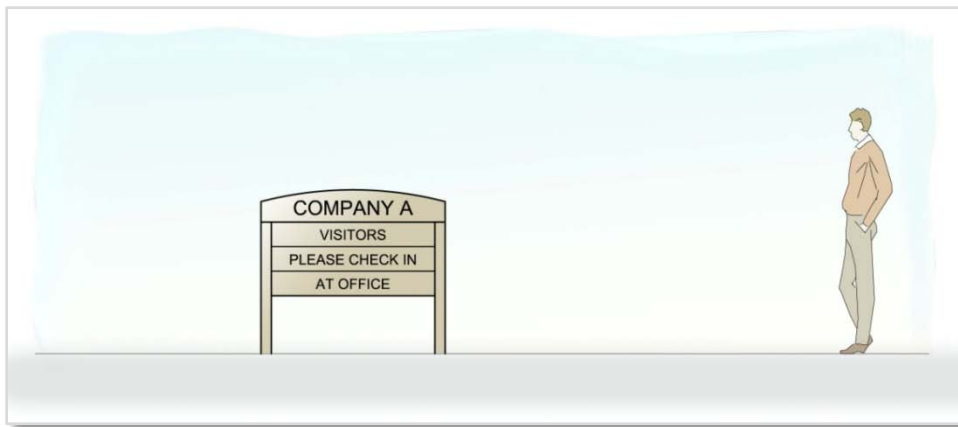 COMPANY A
VISITORS
PLEASE CHECK IN
AT OFFICE